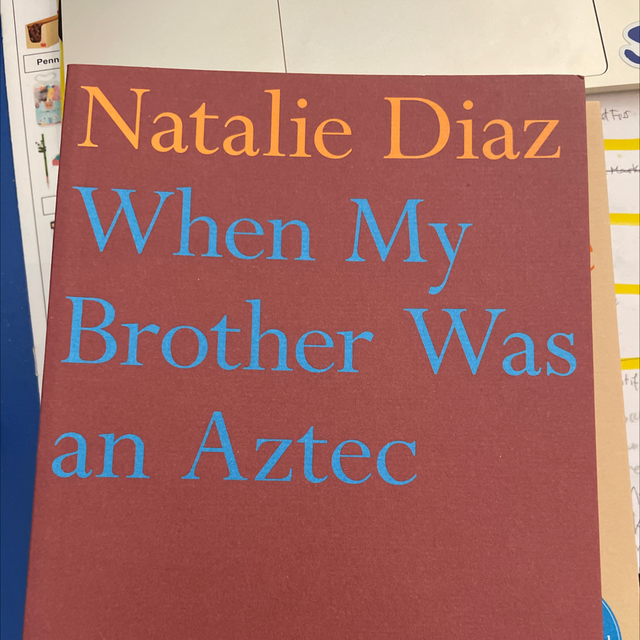 Penn
Natalie Diaz
When My
Brother Was
an Aztec